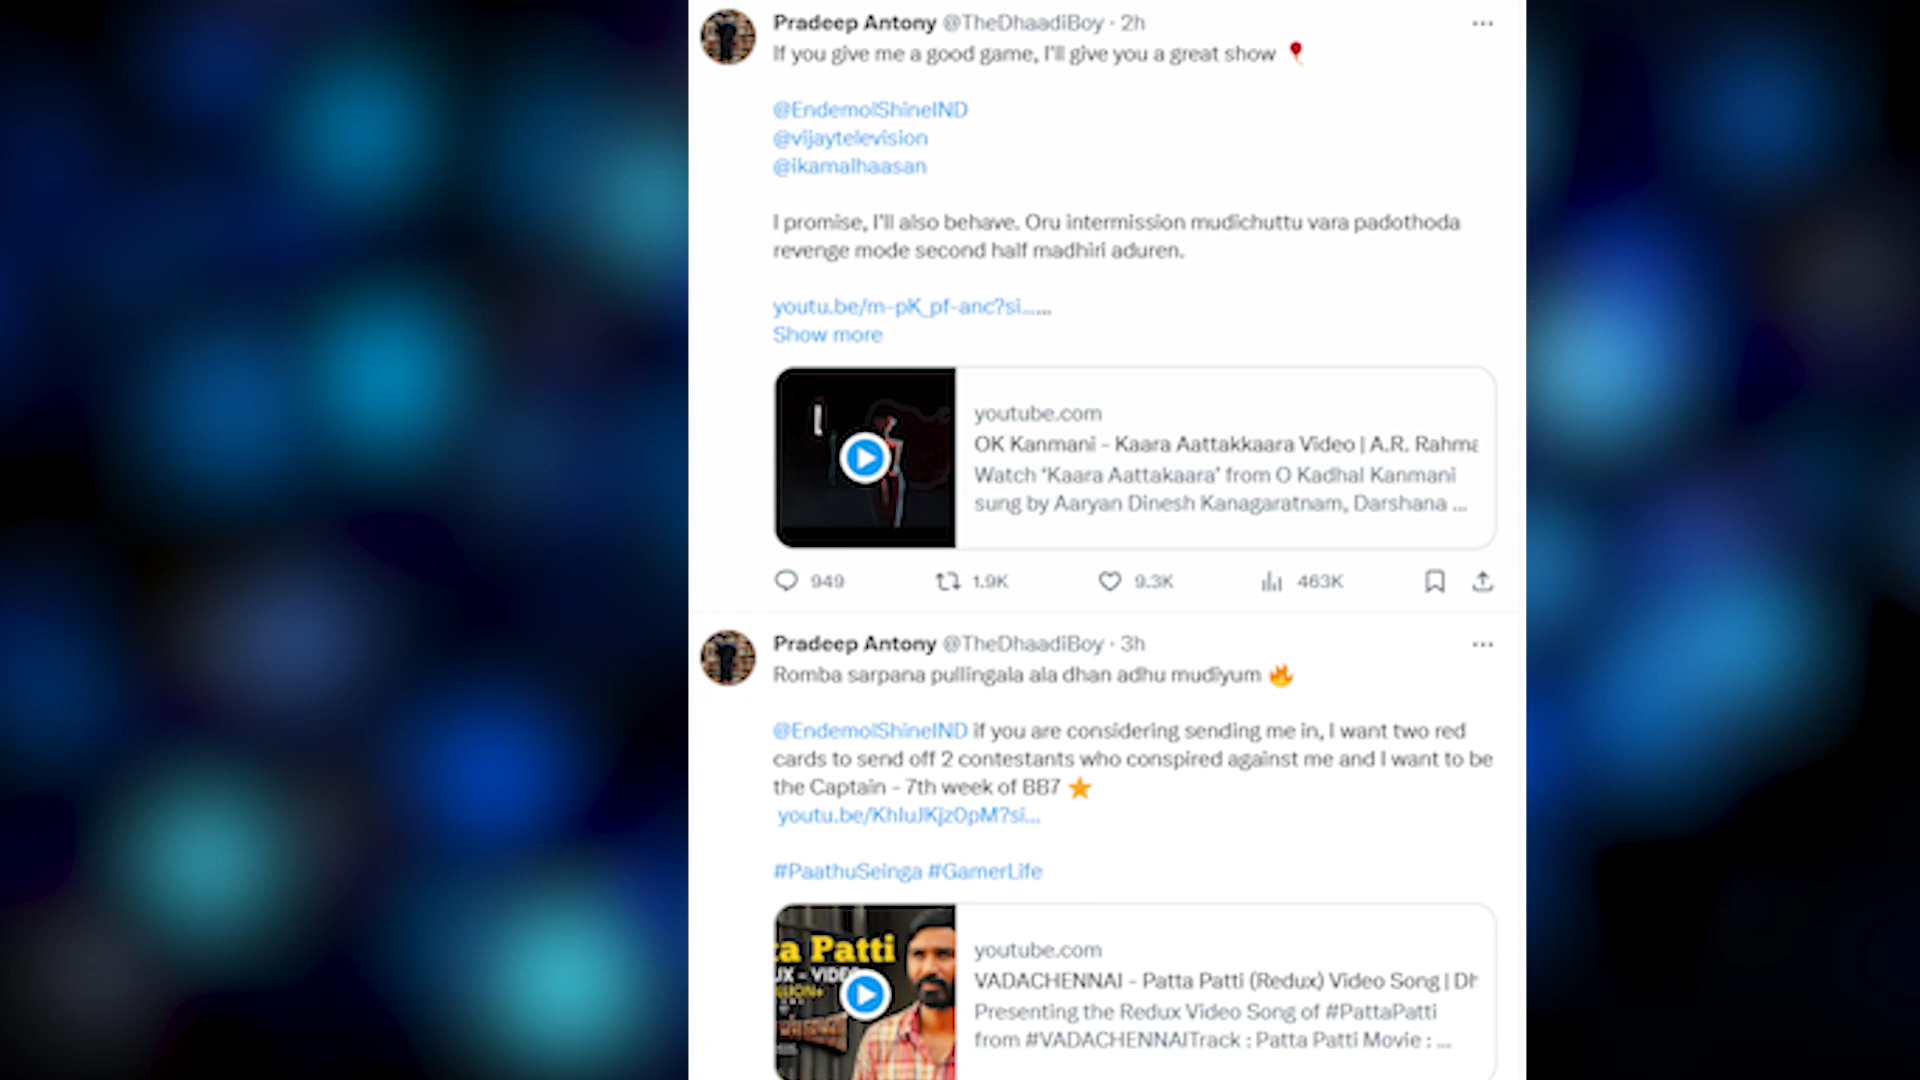 Pradeep Antony @TheDhaadiBoy · 2h
If you give me a good game, I'll give you a great show 🎈
@EndemolShineIND
@vijaytelevision
@ikamalhaasan
I promise, I'll also behave. Oru intermission mudichuttu vara padothoda
revenge mode second half madhiri aduren.
youtu.be/m-pK_pf-anc?si......
Show more
youtube.com
OK Kanmani - Kaara Aattakkaara Video | A.R. Rahma
Watch 'Kaara Aattakaara' from O Kadhal Kanmani
sung by Aaryan Dinesh Kanagaratnam, Darshana ...
949 1.9K 9.3K 463K
Pradeep Antony @TheDhaadiBoy · 3h
Romba sarpana pullingala ala dhan adhu mudiyum 🔥
@EndemolShineIND if you are considering sending me in, I want two red
cards to send off 2 contestants who conspired against me and I want to be
the Captain - 7th week of BB7 ⭐
youtu.be/KhIuJKjz0pM?si...
#PaathuSeinga #GamerLife
a Patti
UX - VIDEO
youtube.com
VADACHENNAI - Patta Patti (Redux) Video Song | Dh
Presenting the Redux Video Song of #PattaPatti
from #VADACHENNAITrack : Patta Patti Movie : ...